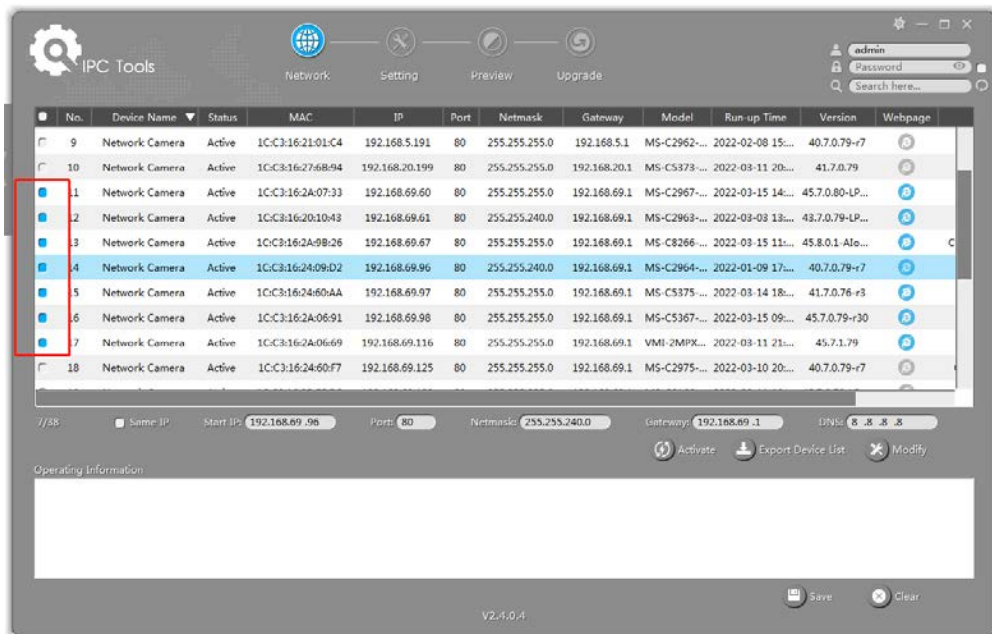 IPC Tools
Network Setting Preview Upgrade
admin
Password
Search here...
No. Device Name ▼ Status MAC IP Port Netmask Gateway Model Run-up Time Version Webpage
9 Network Camera Active 1C:C3:16:21:01:C4 192.168.5.191 80 255.255.255.0 192.168.5.1 MS-C2962-... 2022-02-08 15:... 40.7.0.79-r7
10 Network Camera Active 1C:C3:16:27:6B:94 192.168.20.199 80 255.255.255.0 192.168.20.1 MS-C5373-... 2022-03-11 20:... 41.7.0.79
11 Network Camera Active 1C:C3:16:2A:07:33 192.168.69.60 80 255.255.255.0 192.168.69.1 MS-C2967-... 2022-03-15 14:... 45.7.0.80-LP...
12 Network Camera Active 1C:C3:16:20:10:43 192.168.69.61 80 255.255.240.0 192.168.69.1 MS-C2963-... 2022-03-03 13:... 43.7.0.79-LP...
13 Network Camera Active 1C:C3:16:2A:9B:26 192.168.69.67 80 255.255.255.0 192.168.69.1 MS-C8266-... 2022-03-15 11:... 45.8.0.1-AIo... C
14 Network Camera Active 1C:C3:16:24:09:D2 192.168.69.96 80 255.255.240.0 192.168.69.1 MS-C2964-... 2022-01-09 17:... 40.7.0.79-r7
15 Network Camera Active 1C:C3:16:24:60:AA 192.168.69.97 80 255.255.255.0 192.168.69.1 MS-C5375-... 2022-03-14 18:... 41.7.0.76-r3
16 Network Camera Active 1C:C3:16:2A:06:91 192.168.69.98 80 255.255.255.0 192.168.69.1 MS-C5367-... 2022-03-15 09:... 45.7.0.79-r30
17 Network Camera Active 1C:C3:16:2A:06:69 192.168.69.116 80 255.255.255.0 192.168.69.1 VMI-2MPX... 2022-03-11 21:... 45.7.1.79
18 Network Camera Active 1C:C3:16:24:60:F7 192.168.69.125 80 255.255.255.0 192.168.69.1 MS-C2975-... 2022-03-10 20:... 40.7.0.79-r7
7/38 Same IP Start IP: 192.168.69 .96 Port: 80 Netmask: 255.255.240.0 Gateway: 192.168.69 .1 DNS: 8 .8 .8 .8
Activate Export Device List Modify
Operating Information
Save Clear
V2.4.0.4